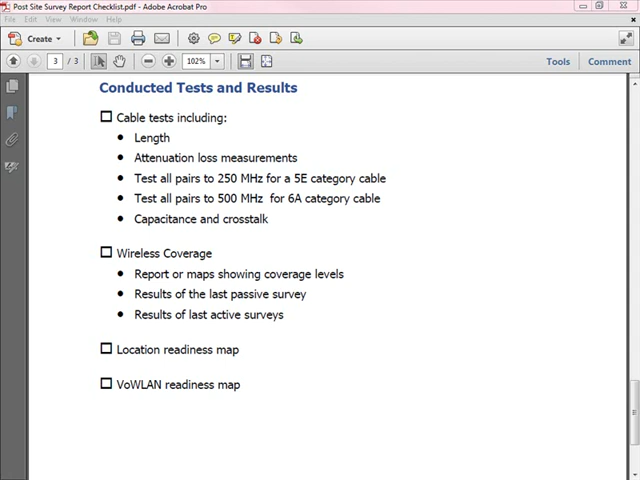 Post Site Survey Report Checklist.pdf - Adobe Acrobat Pro
File Edit View Window Help
Create
3 / 3 102% Tools Comment
Conducted Tests and Results
Cable tests including:
• Length
• Attenuation loss measurements
• Test all pairs to 250 MHz for a 5E category cable
• Test all pairs to 500 MHz for 6A category cable
• Capacitance and crosstalk
Wireless Coverage
• Report or maps showing coverage levels
• Results of the last passive survey
• Results of last active surveys
Location readiness map
VoWLAN readiness map